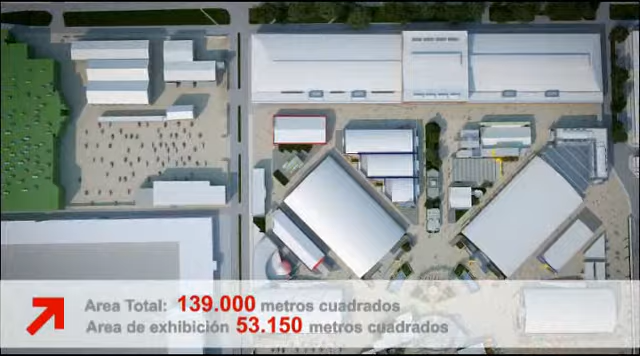 Area Total: 139.000 metros cuadrados
Area de exhibición 53.150 metros cuadrados